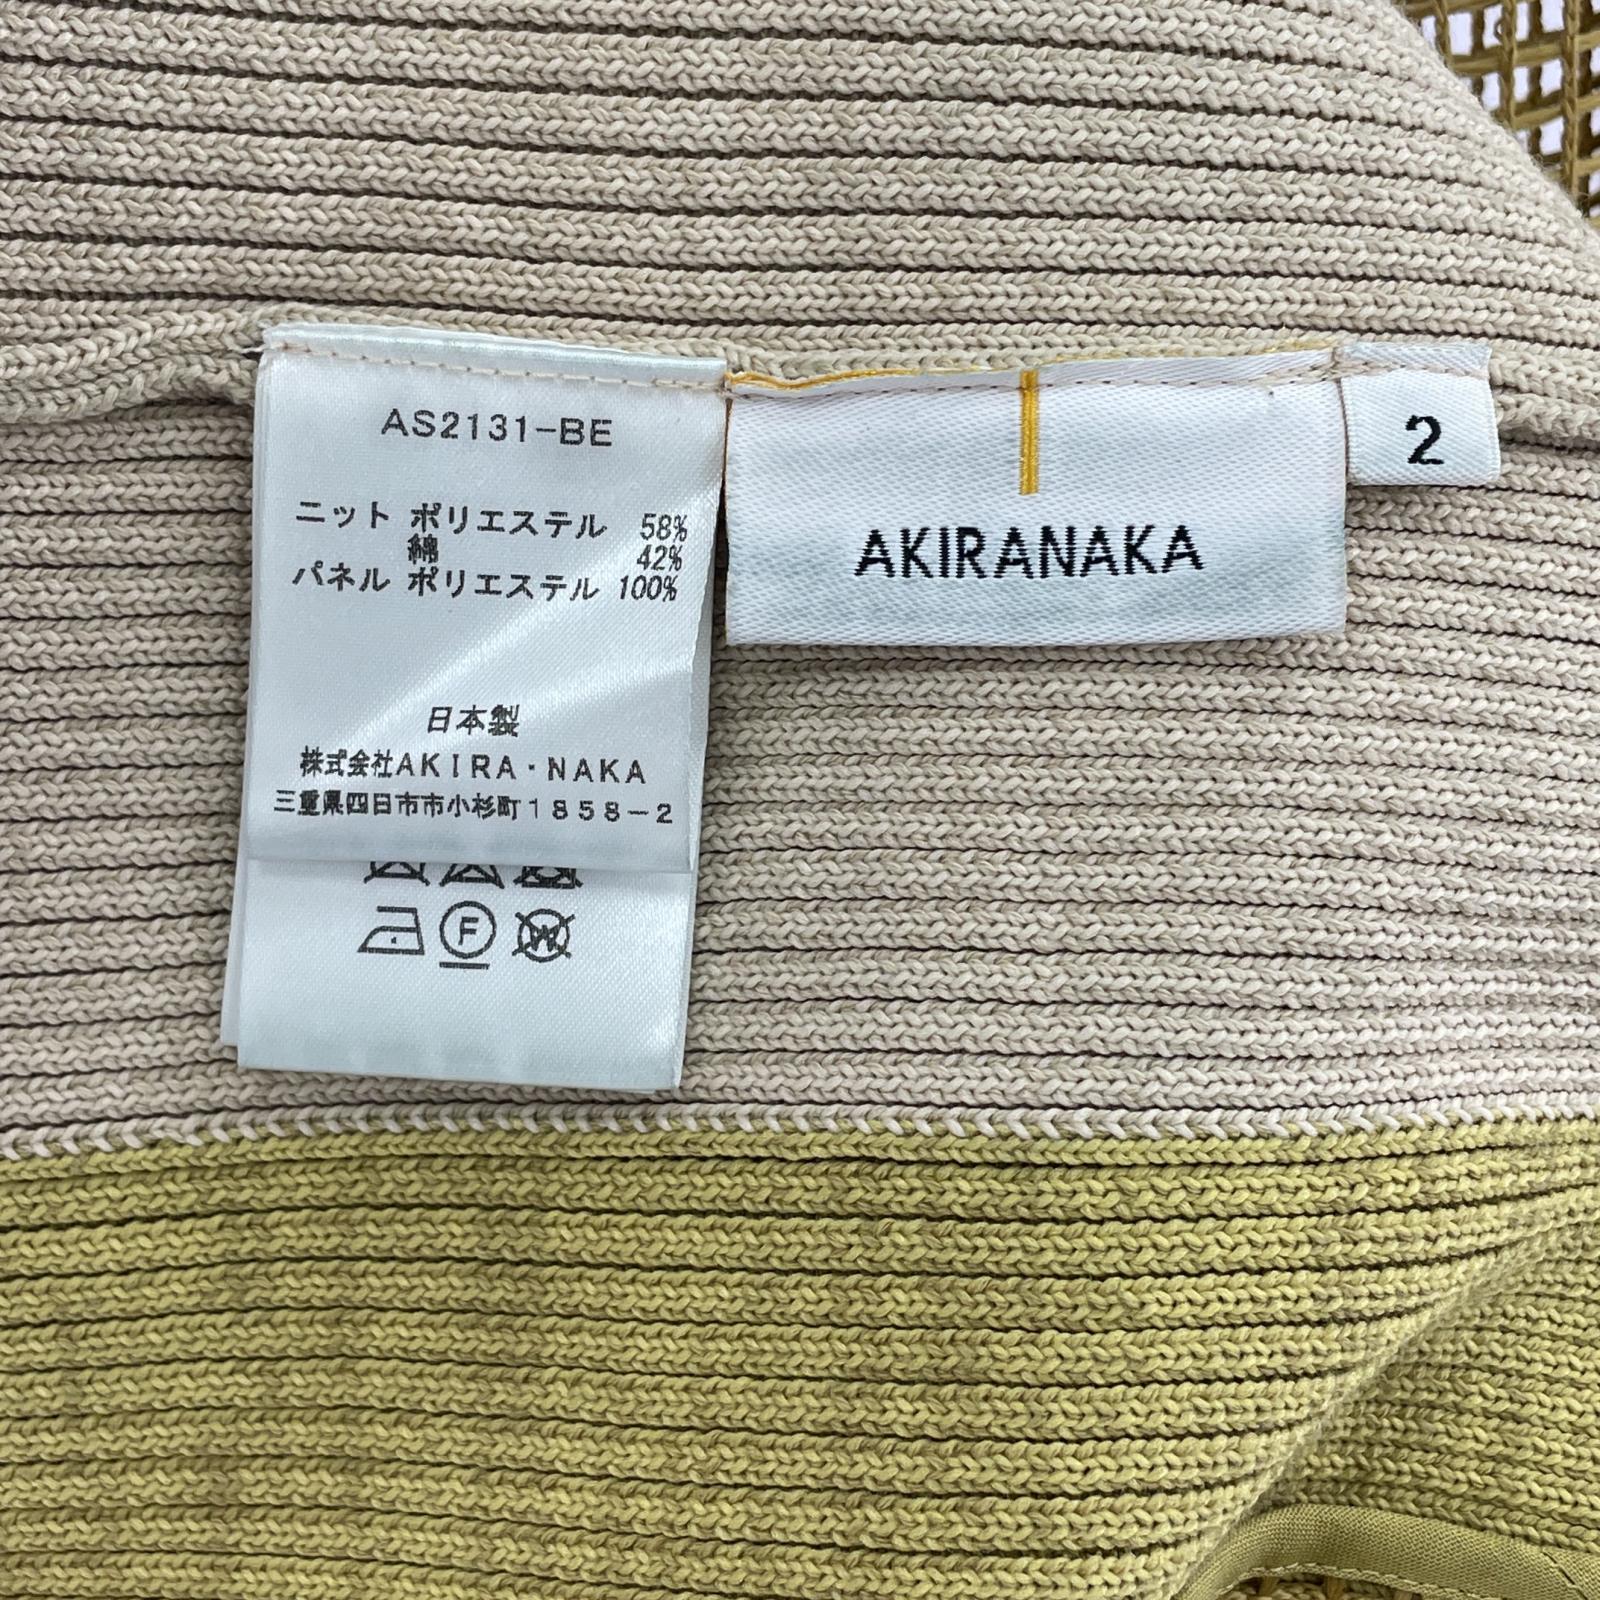 AS2131-BE
ニット ポリエステル 58%
綿 42%
パネル ポリエステル 100%
日本製
株式会社AKIRA・NAKA
三重県四日市市小杉町1858-2
F
W
AKIRANAKA
2